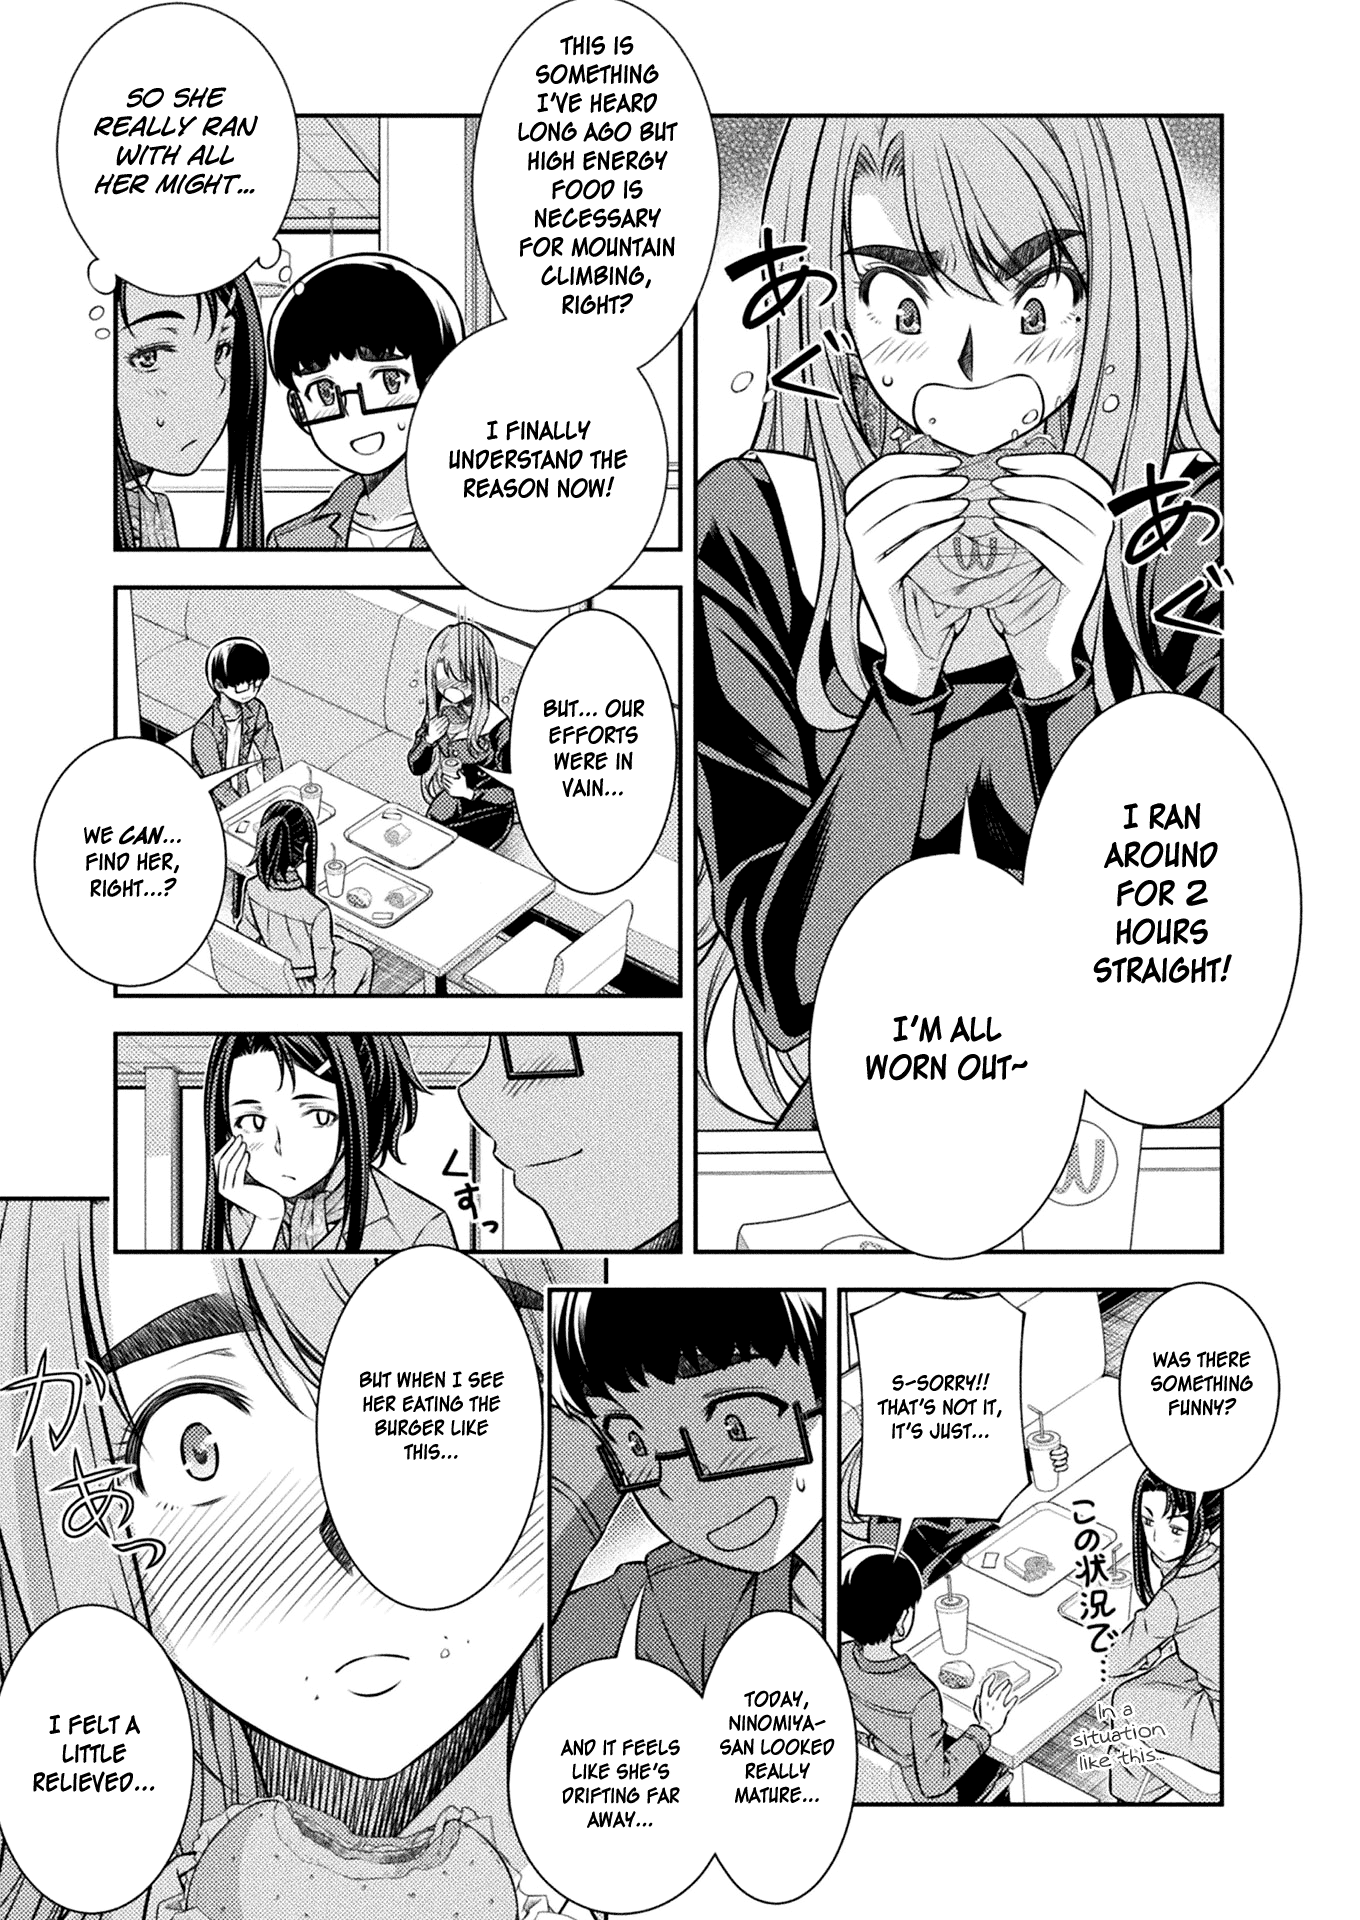 あ
ぐ
あ
ぐ
I RAN
AROUND
FOR 2
HOURS
STRAIGHT!
I'M ALL
WORN OUT~
W
W
THIS IS
SOMETHING
I'VE HEARD
LONG AGO BUT
HIGH ENERGY
FOOD IS
NECESSARY
FOR MOUNTAIN
CLIMBING,
RIGHT?
I FINALLY
UNDERSTAND THE
REASON NOW!
SO SHE
REALLY RAN
WITH ALL
HER MIGHT...
BUT... OUR
EFFORTS
WERE IN
VAIN...
WE CAN...
FIND HER,
RIGHT...?
くすっ
WAS THERE
SOMETHING
FUNNY?
S-SORRY!!
THAT'S NOT IT,
IT'S JUST...
この状況で……
In a
situation
like this...
TODAY,
NINOMIYA-
SAN LOOKED
REALLY
MATURE...
AND IT FEELS
LIKE SHE'S
DRIFTING FAR
AWAY...
BUT WHEN I SEE
HER EATING THE
BURGER LIKE
THIS...
かあっ
I FELT A
LITTLE
RELIEVED...